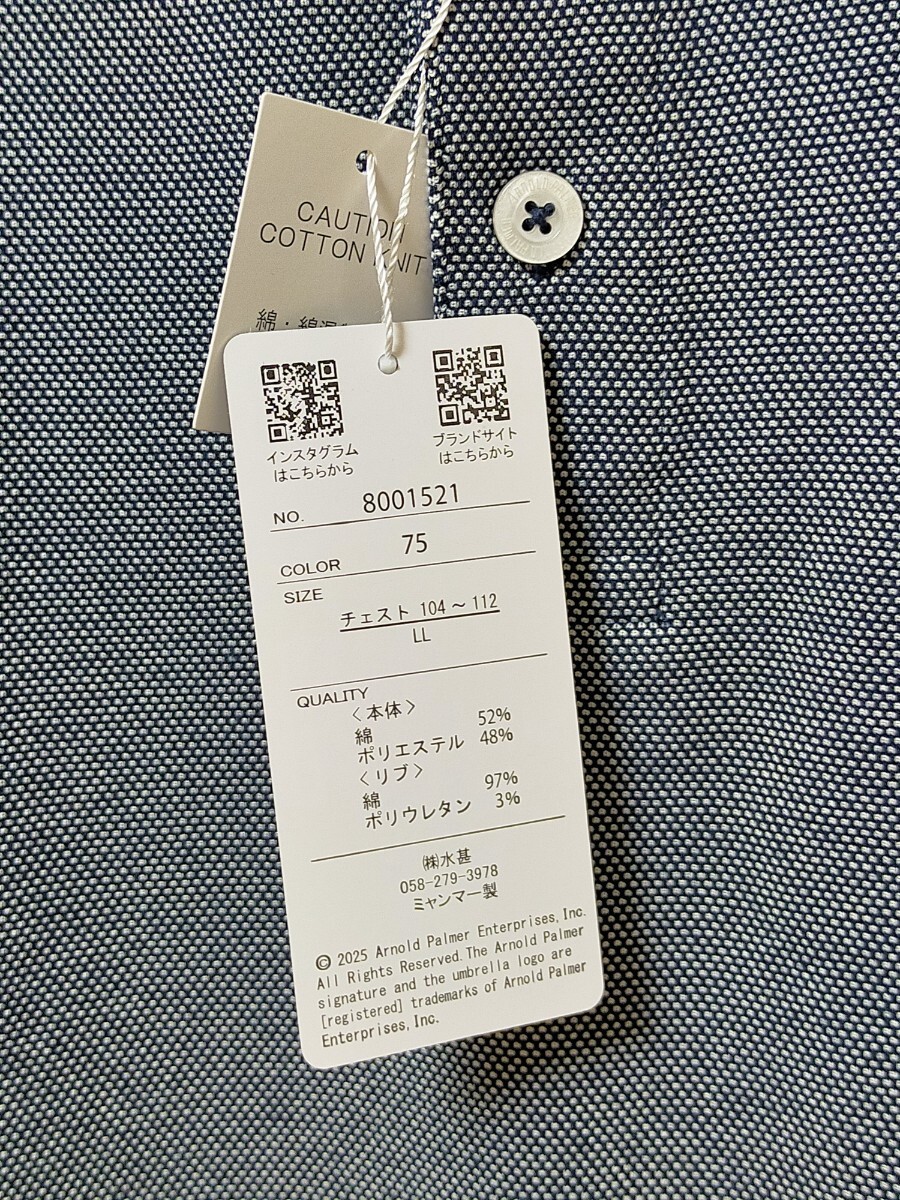 CAUTION
COTTON KNIT
綿・綿混
インスタグラム
はこちらから
ブランドサイト
はこちらから
NO. 8001521
COLOR 75
SIZE
チェスト 104～112
LL
QUALITY
〈本体〉
綿 52%
ポリエステル 48%
〈リブ〉
綿 97%
ポリウレタン 3%
㈱水甚
058-279-3978
ミャンマー製
© 2025 Arnold Palmer Enterprises, Inc.
All Rights Reserved. The Arnold Palmer
signature and the umbrella logo are
[registered] trademarks of Arnold Palmer
Enterprises, Inc.